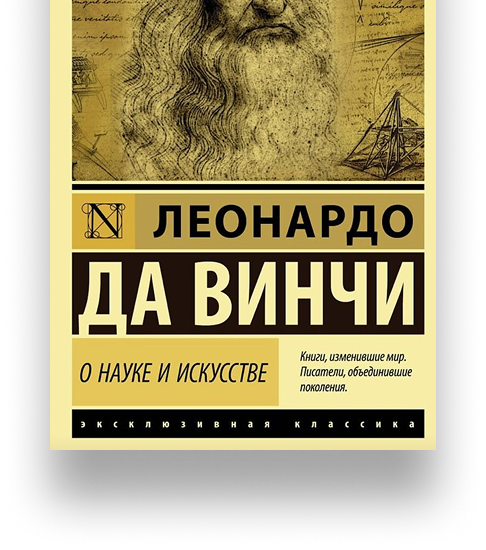 N
ЛЕОНАРДО
ДА ВИНЧИ
О НАУКЕ И ИСКУССТВЕ
Книги, изменившие мир.
Писатели, объединившие
поколения.
эксклюзивная классика